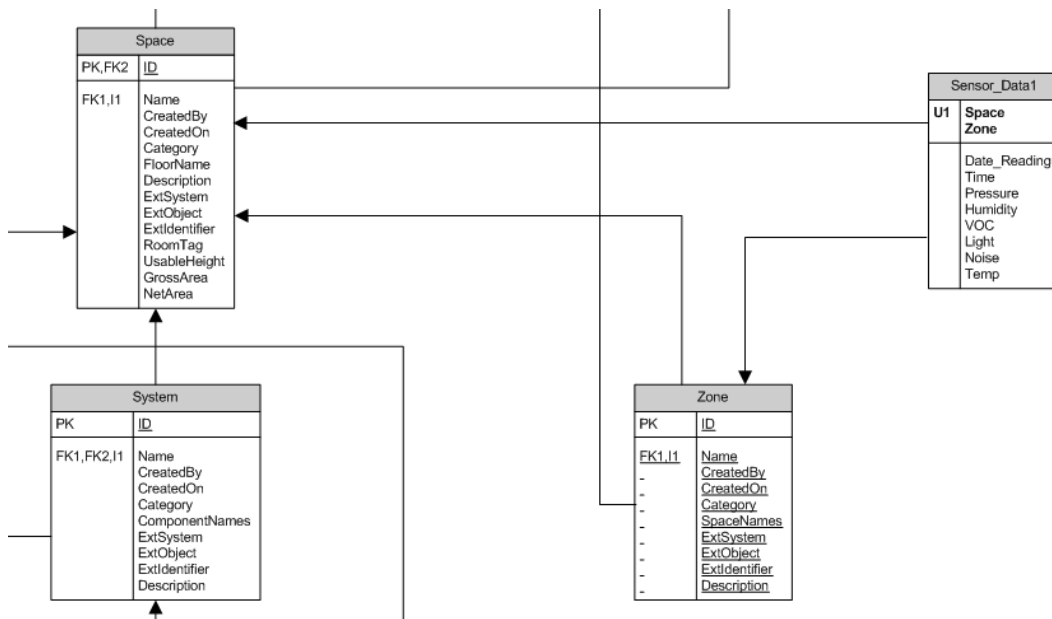 Space
PK,FK2 ID
FK1,I1 Name
CreatedBy
CreatedOn
Category
FloorName
Description
ExtSystem
ExtObject
ExtIdentifier
RoomTag
UsableHeight
GrossArea
NetArea
Sensor_Data1
U1 Space
Zone
Date_Reading
Time
Pressure
Humidity
VOC
Light
Noise
Temp
System
PK ID
FK1,FK2,I1 Name
CreatedBy
CreatedOn
Category
ComponentNames
ExtSystem
ExtObject
ExtIdentifier
Description
Zone
PK ID
FK1,I1 Name
- CreatedBy
- CreatedOn
- Category
- SpaceNames
- ExtSystem
- ExtObject
- ExtIdentifier
- Description